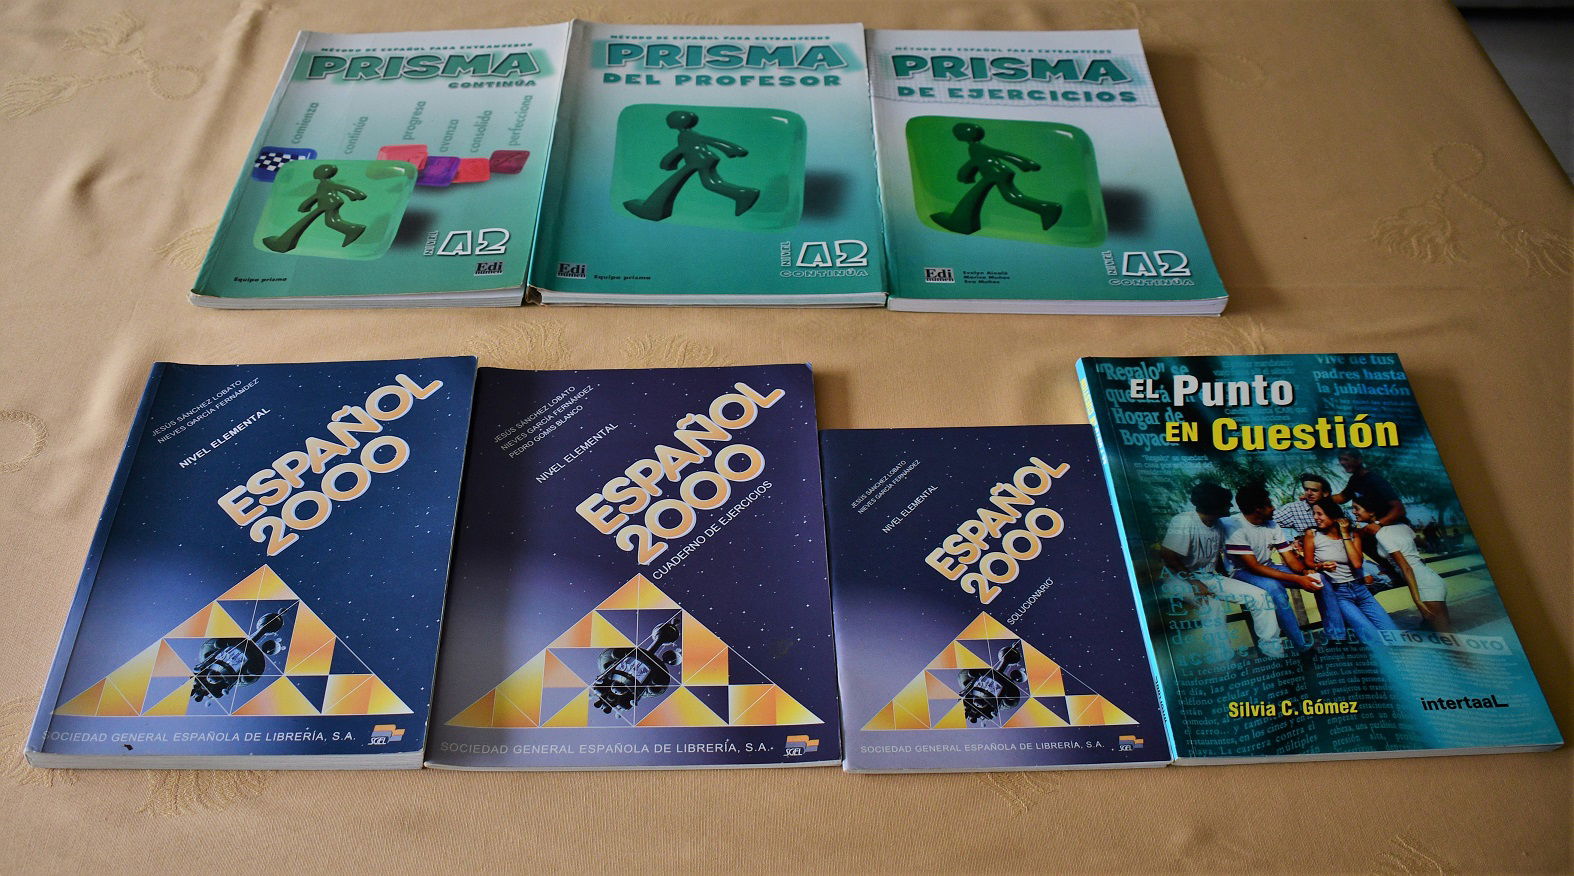 MÉTODO DE ESPAÑOL PARA EXTRANJEROS
PRISMA
CONTINÚA
comienza
continúa
progresa
avanza
consolida
perfecciona
NIVEL A2
Equipo prisma
Edi
numen
MÉTODO DE ESPAÑOL PARA EXTRANJEROS
PRISMA
DEL PROFESOR
NIVEL A2
CONTINÚA
Edi
numen
Equipo prisma
MÉTODO DE ESPAÑOL PARA EXTRANJEROS
PRISMA
DE EJERCICIOS
NIVEL A2
CONTINÚA
Edi
numen
JESÚS SÁNCHEZ LOBATO
NIEVES GARCÍA FERNÁNDEZ
NIVEL ELEMENTAL
ESPAÑOL
2000
SOCIEDAD GENERAL ESPAÑOLA DE LIBRERÍA, S.A.
SGEL
JESÚS SÁNCHEZ LOBATO
NIEVES GARCÍA FERNÁNDEZ
PEDRO GOMIS BLANCO
NIVEL ELEMENTAL
ESPAÑOL
2000
CUADERNO DE EJERCICIOS
SOCIEDAD GENERAL ESPAÑOLA DE LIBRERÍA, S.A.
SGEL
JESÚS SÁNCHEZ LOBATO
NIEVES GARCÍA FERNÁNDEZ
NIVEL ELEMENTAL
ESPAÑOL
2000
SOLUCIONARIO
SOCIEDAD GENERAL ESPAÑOLA DE LIBRERÍA, S.A.
SGEL
"Regalo" se
Hogar de
vive de tus
padres hasta
la jubilación
EL Punto
EN Cuestión
El río del oro
Silvia C. Gómez
intertaaL